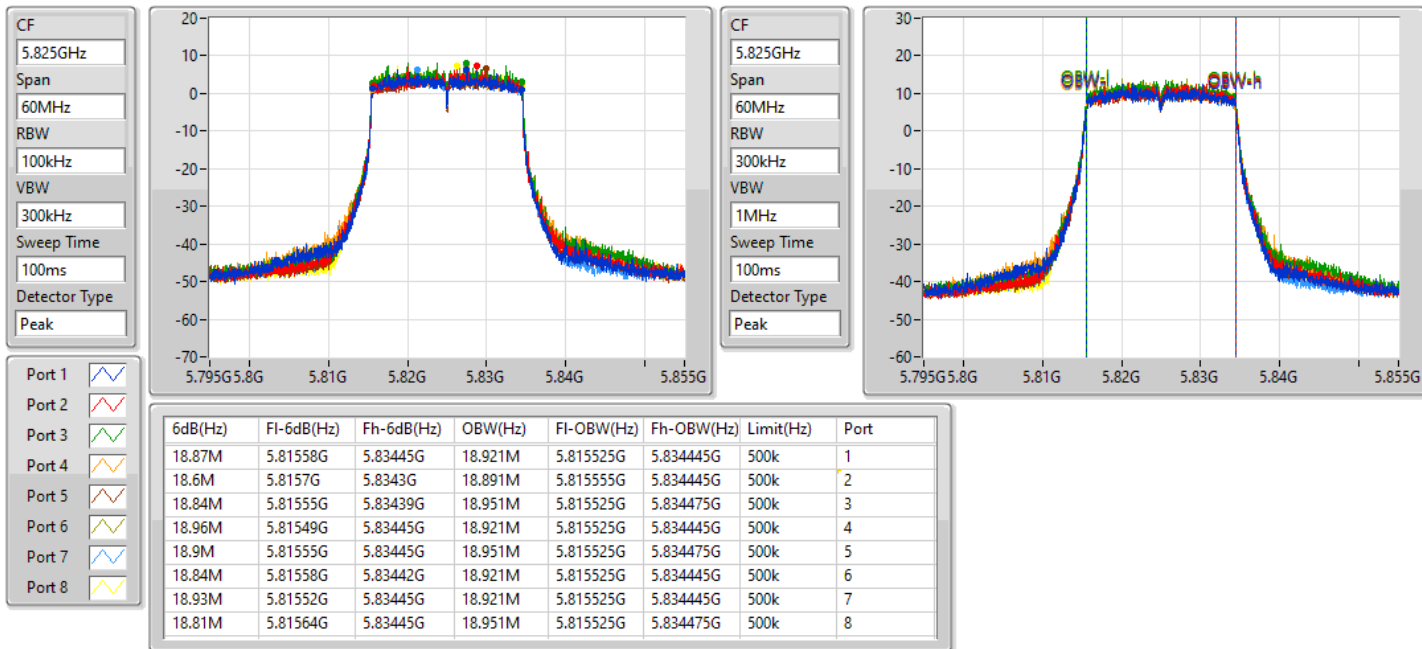 CF
5.825GHz
Span
60MHz
RBW
100kHz
VBW
300kHz
Sweep Time
100ms
Detector Type
Peak
20
10
0
-10
-20
-30
-40
-50
-60
-70
5.795G 5.8G 5.81G 5.82G 5.83G 5.84G 5.855G
CF
5.825GHz
Span
60MHz
RBW
300kHz
VBW
1MHz
Sweep Time
100ms
Detector Type
Peak
30
20
10
0
-10
-20
-30
-40
-50
-60
OBW-l OBW-h
5.795G 5.8G 5.81G 5.82G 5.83G 5.84G 5.855G
Port 1
Port 2
Port 3
Port 4
Port 5
Port 6
Port 7
Port 8
6dB(Hz) Fl-6dB(Hz) Fh-6dB(Hz) OBW(Hz) Fl-OBW(Hz) Fh-OBW(Hz) Limit(Hz) Port
18.87M 5.81558G 5.83445G 18.921M 5.815525G 5.834445G 500k 1
18.6M 5.8157G 5.8343G 18.891M 5.815555G 5.834445G 500k 2
18.84M 5.81555G 5.83439G 18.951M 5.815525G 5.834475G 500k 3
18.96M 5.81549G 5.83445G 18.921M 5.815525G 5.834445G 500k 4
18.9M 5.81555G 5.83445G 18.951M 5.815525G 5.834475G 500k 5
18.84M 5.81558G 5.83442G 18.921M 5.815525G 5.834445G 500k 6
18.93M 5.81552G 5.83445G 18.921M 5.815525G 5.834445G 500k 7
18.81M 5.81564G 5.83445G 18.951M 5.815525G 5.834475G 500k 8